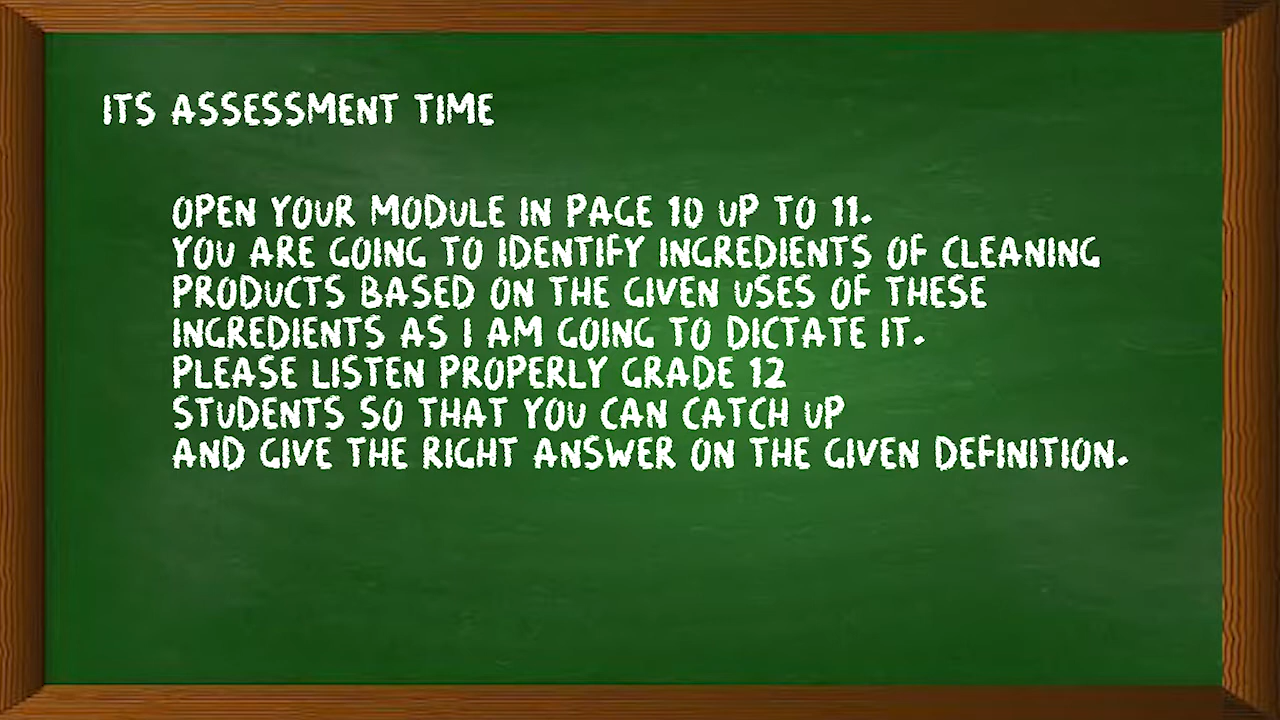 ITS ASSESSMENT TIME
OPEN YOUR MODULE IN PAGE 10 UP TO 11.
YOU ARE GOING TO IDENTIFY INGREDIENTS OF CLEANING
PRODUCTS BASED ON THE GIVEN USES OF THESE
INGREDIENTS AS I AM GOING TO DICTATE IT.
PLEASE LISTEN PROPERLY GRADE 12
STUDENTS SO THAT YOU CAN CATCH UP
AND GIVE THE RIGHT ANSWER ON THE GIVEN DEFINITION.